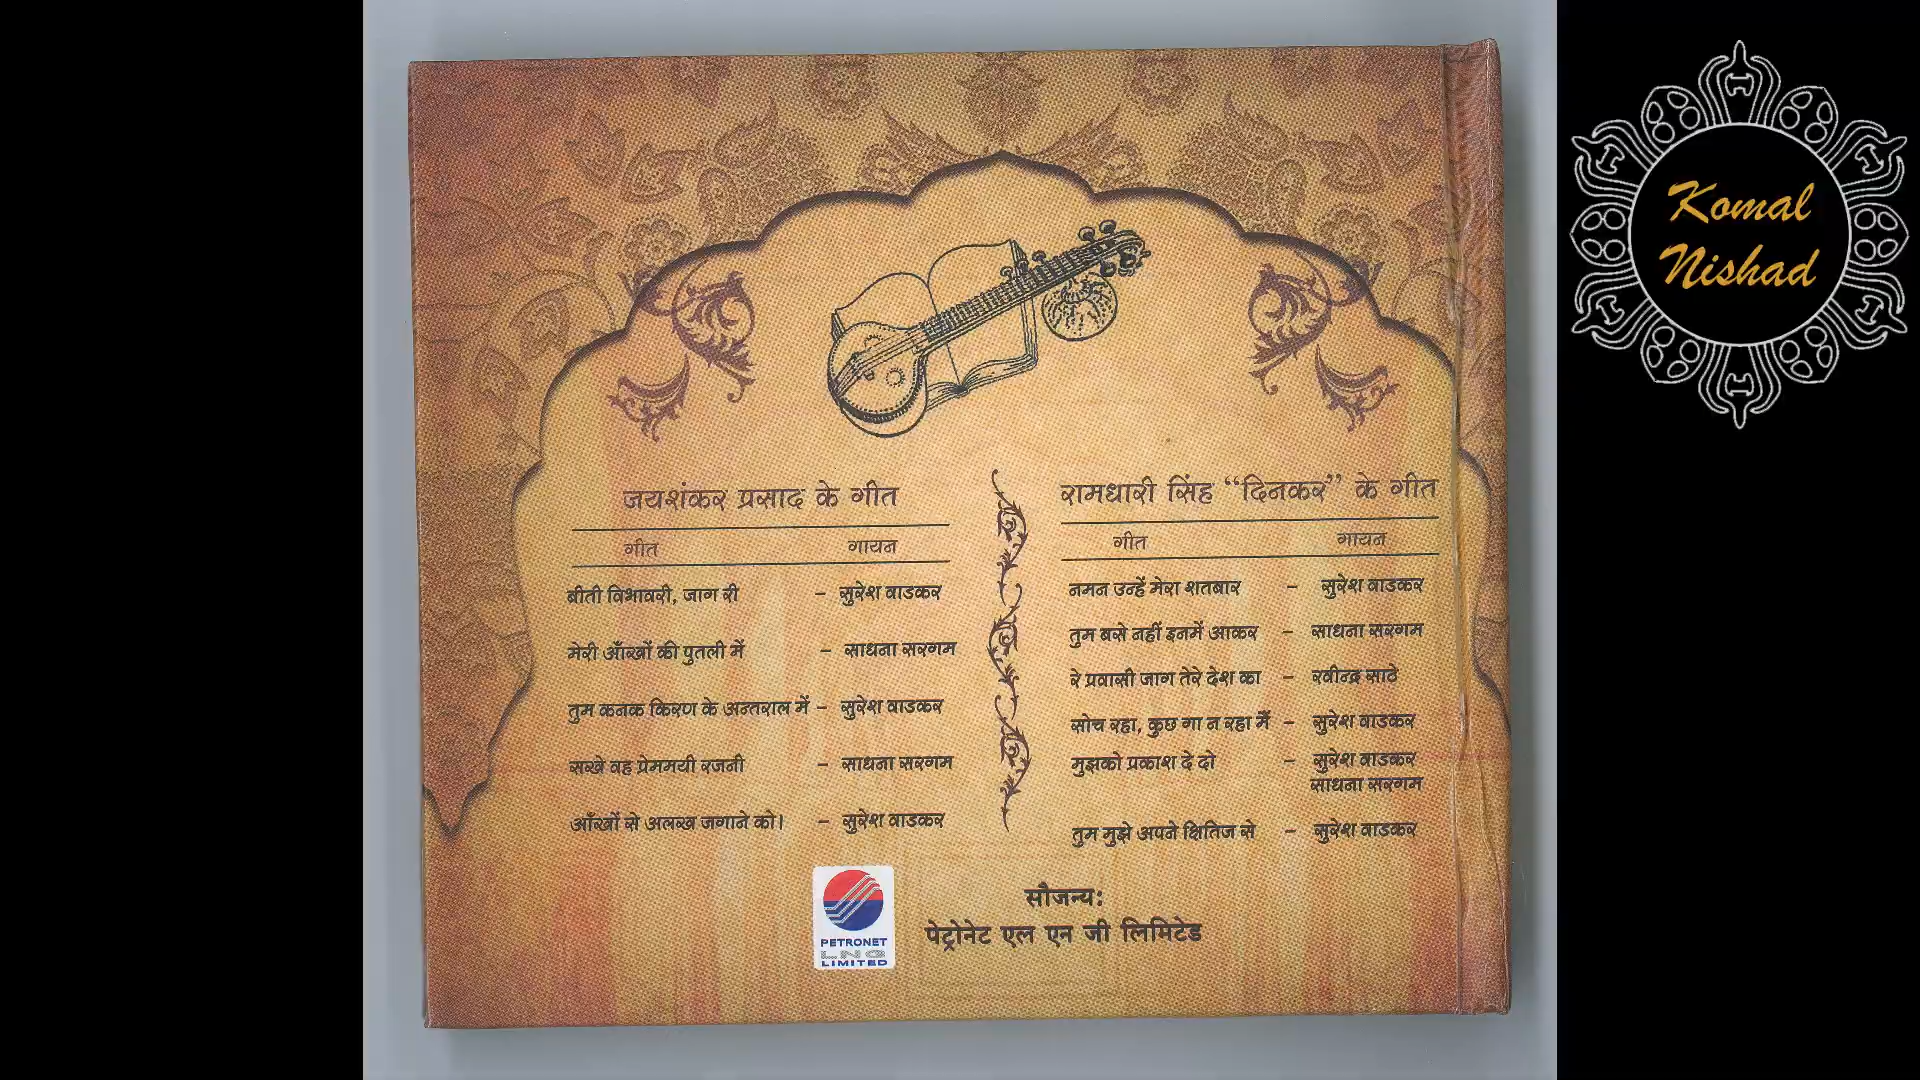 जयशंकर प्रसाद के गीत
गीत गायन
बीती विभावरी, जाग री – सुरेश वाडकर
मेरी आँखों की पुतली में – साधना सरगम
तुम कनक किरण के अन्तराल में – सुरेश वाडकर
सखे वह प्रेममयी रजनी – साधना सरगम
आँखों से अलख जगाने को। – सुरेश वाडकर
रामधारी सिंह “दिनकर” के गीत
गीत गायन
नमन उन्हें मेरा शतबार – सुरेश वाडकर
तुम बसे नहीं इनमें आकर – साधना सरगम
रे प्रवासी जाग तेरे देश का – रवीन्द्र साठे
सोच रहा, कुछ गा न रहा मैं – सुरेश वाडकर
मुझको प्रकाश दे दो – सुरेश वाडकर
साधना सरगम
तुम मुझे अपने क्षितिज से – सुरेश वाडकर
सौजन्य:
पेट्रोनेट एल एन जी लिमिटेड
PETRONET
LNG
LIMITED
Komal
Nishad